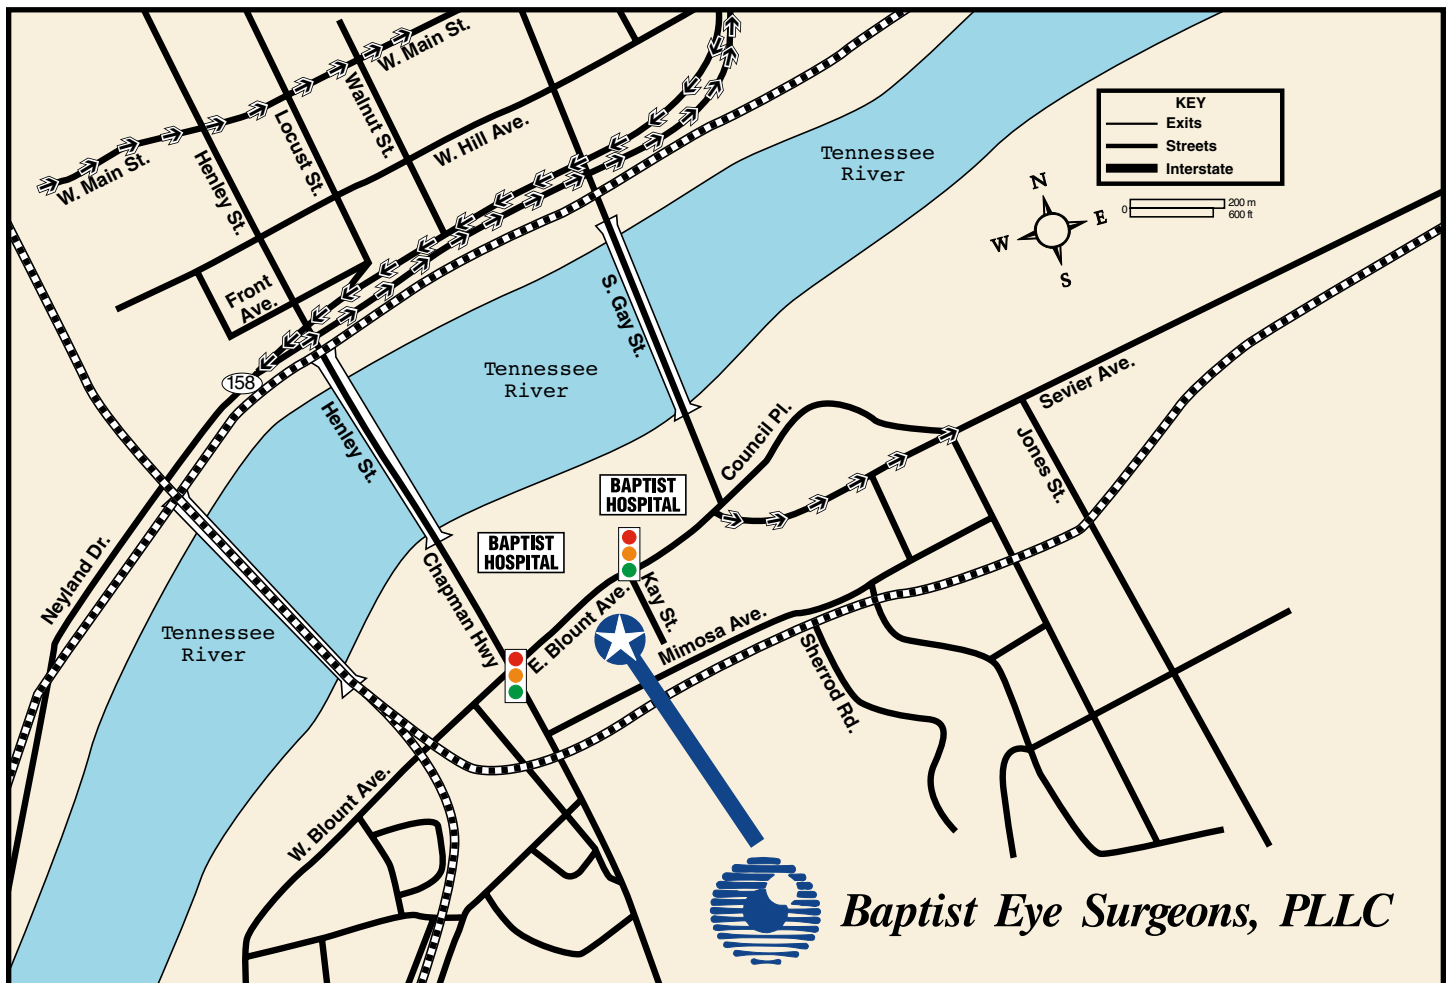 W. Main St.
W. Main St.
Henley St.
Locust St.
Walnut St.
W. Hill Ave.
Front
Ave.
158
Tennessee
River
KEY
Exits
Streets
Interstate
N
E
W
S
0
200 m
600 ft
S. Gay St.
Tennessee
River
Henley St.
Sevier Ave.
Council Pl.
Jones St.
BAPTIST
HOSPITAL
BAPTIST
HOSPITAL
Neyland Dr.
Chapman Hwy
E. Blount Ave.
Kay St.
Mimosa Ave.
Sherrod Rd.
Tennessee
River
W. Blount Ave.
Baptist Eye Surgeons, PLLC